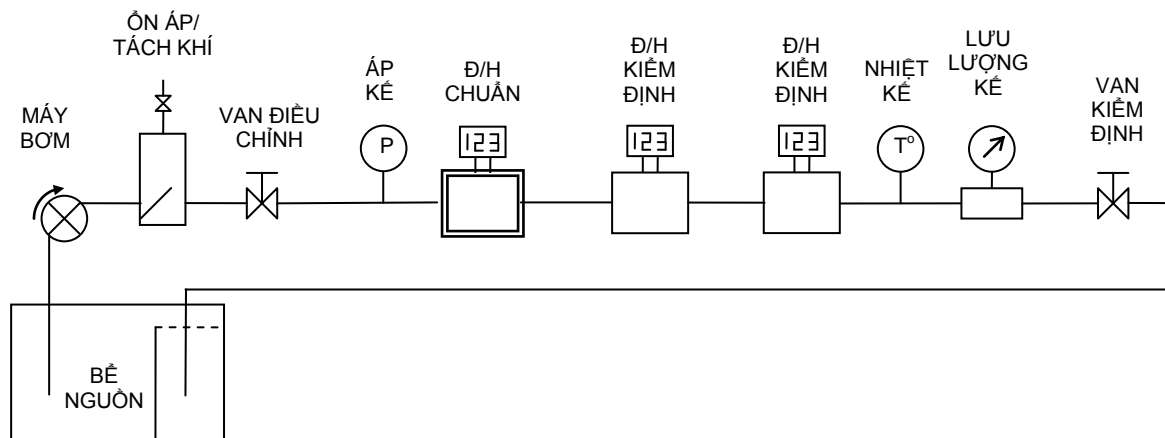 ỔN ÁP/
TÁCH KHÍ
MÁY
BƠM
VAN ĐIỀU
CHỈNH
ÁP
KẾ
P
Đ/H
CHUẨN
123
Đ/H
KIỂM
ĐỊNH
123
Đ/H
KIỂM
ĐỊNH
123
NHIỆT
KẾ
T°
LƯU
LƯỢNG
KẾ
VAN
KIỂM
ĐỊNH
BỂ
NGUỒN